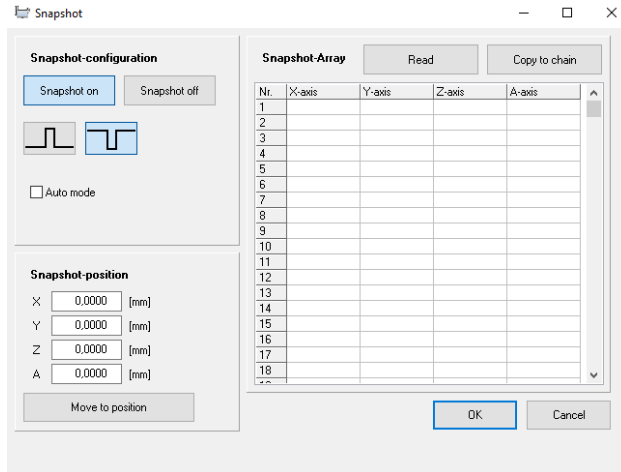 Snapshot
Snapshot-configuration
Snapshot on
Snapshot off
Auto mode
Snapshot-position
X 0,0000 [mm]
Y 0,0000 [mm]
Z 0,0000 [mm]
A 0,0000 [mm]
Move to position
Snapshot-Array
Read
Copy to chain
Nr. X-axis Y-axis Z-axis A-axis
1
2
3
4
5
6
7
8
9
10
11
12
13
14
15
16
17
18
OK
Cancel